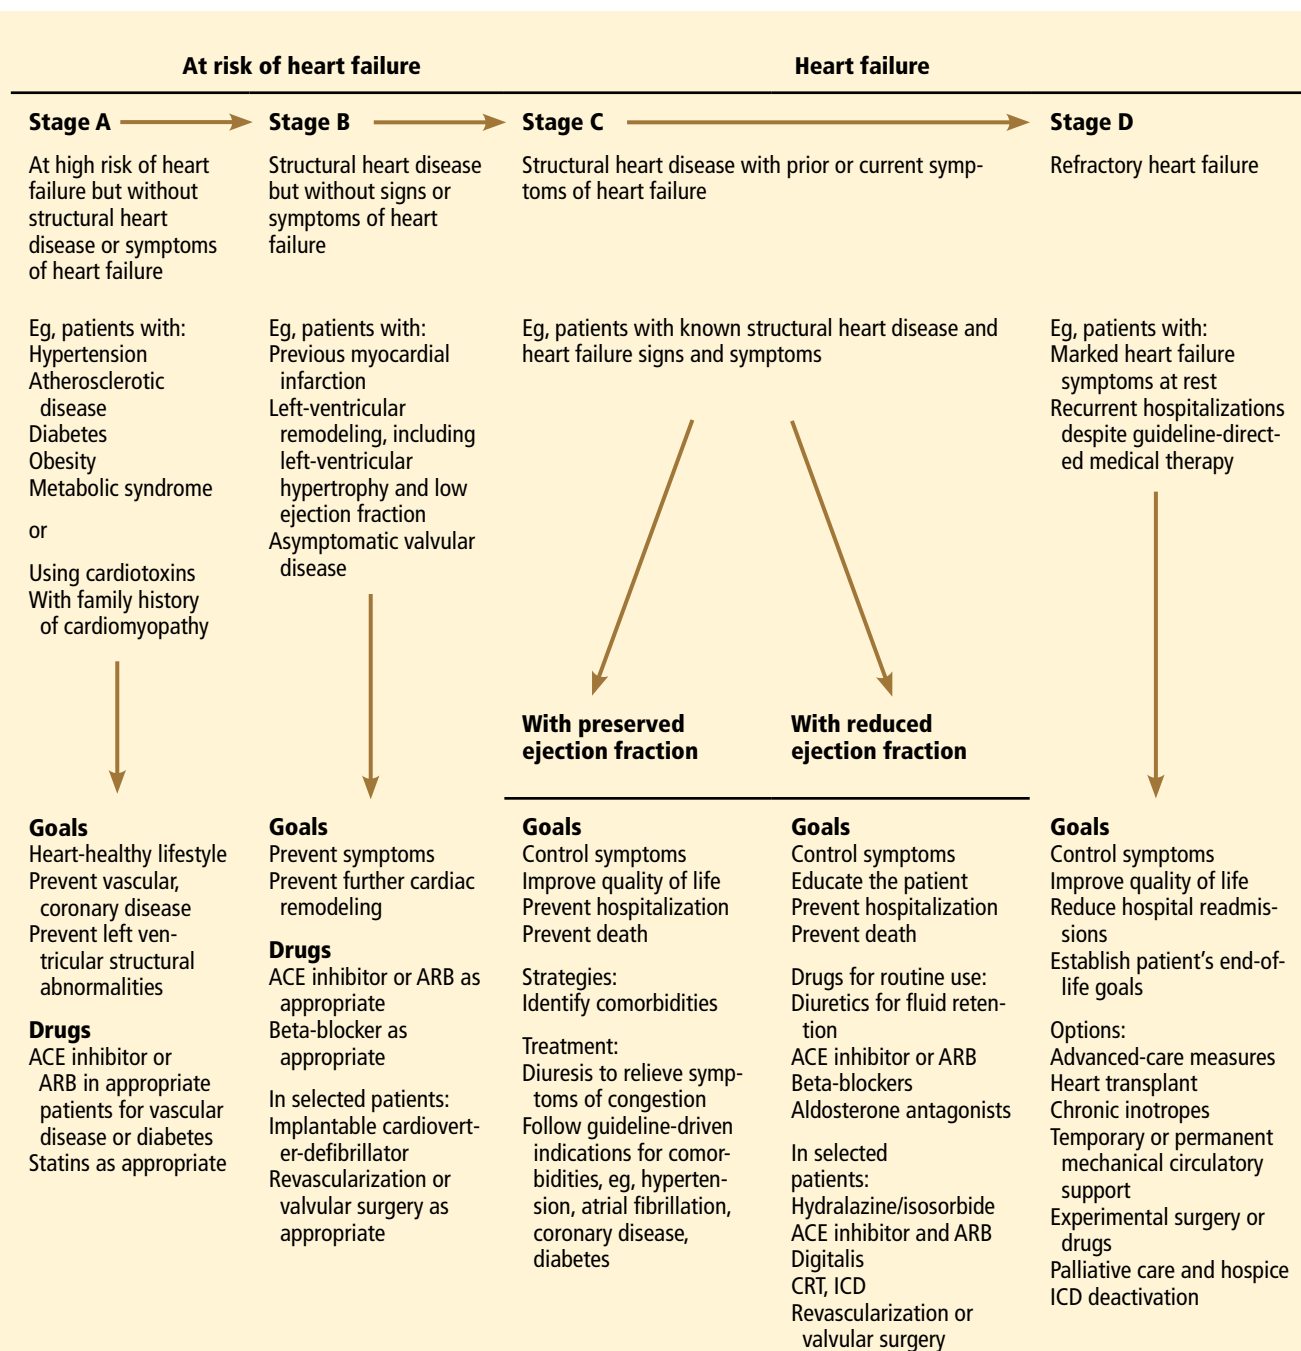 At risk of heart failure
Heart failure
Stage A
At high risk of heart
failure but without
structural heart
disease or symptoms
of heart failure
Eg, patients with:
Hypertension
Atherosclerotic
disease
Diabetes
Obesity
Metabolic syndrome
or
Using cardiotoxins
With family history
of cardiomyopathy
Goals
Heart-healthy lifestyle
Prevent vascular,
coronary disease
Prevent left ven-
tricular structural
abnormalities
Drugs
ACE inhibitor or
ARB in appropriate
patients for vascular
disease or diabetes
Statins as appropriate
Stage B
Structural heart disease
but without signs or
symptoms of heart
failure
Eg, patients with:
Previous myocardial
infarction
Left-ventricular
remodeling, including
left-ventricular
hypertrophy and low
ejection fraction
Asymptomatic valvular
disease
Goals
Prevent symptoms
Prevent further cardiac
remodeling
Drugs
ACE inhibitor or ARB as
appropriate
Beta-blocker as
appropriate
In selected patients:
Implantable cardiovert-
er-defibrillator
Revascularization or
valvular surgery as
appropriate
Stage C
Structural heart disease with prior or current symp-
toms of heart failure
Eg, patients with known structural heart disease and
heart failure signs and symptoms
With preserved
ejection fraction
Goals
Control symptoms
Improve quality of life
Prevent hospitalization
Prevent death
Strategies:
Identify comorbidities
Treatment:
Diuresis to relieve symp-
toms of congestion
Follow guideline-driven
indications for comor-
bidities, eg, hyperten-
sion, atrial fibrillation,
coronary disease,
diabetes
With reduced
ejection fraction
Goals
Control symptoms
Educate the patient
Prevent hospitalization
Prevent death
Drugs for routine use:
Diuretics for fluid reten-
tion
ACE inhibitor or ARB
Beta-blockers
Aldosterone antagonists
In selected
patients:
Hydralazine/isosorbide
ACE inhibitor and ARB
Digitalis
CRT, ICD
Revascularization or
valvular surgery
Stage D
Refractory heart failure
Eg, patients with:
Marked heart failure
symptoms at rest
Recurrent hospitalizations
despite guideline-direct-
ed medical therapy
Goals
Control symptoms
Improve quality of life
Reduce hospital readmis-
sions
Establish patient’s end-of-
life goals
Options:
Advanced-care measures
Heart transplant
Chronic inotropes
Temporary or permanent
mechanical circulatory
support
Experimental surgery or
drugs
Palliative care and hospice
ICD deactivation